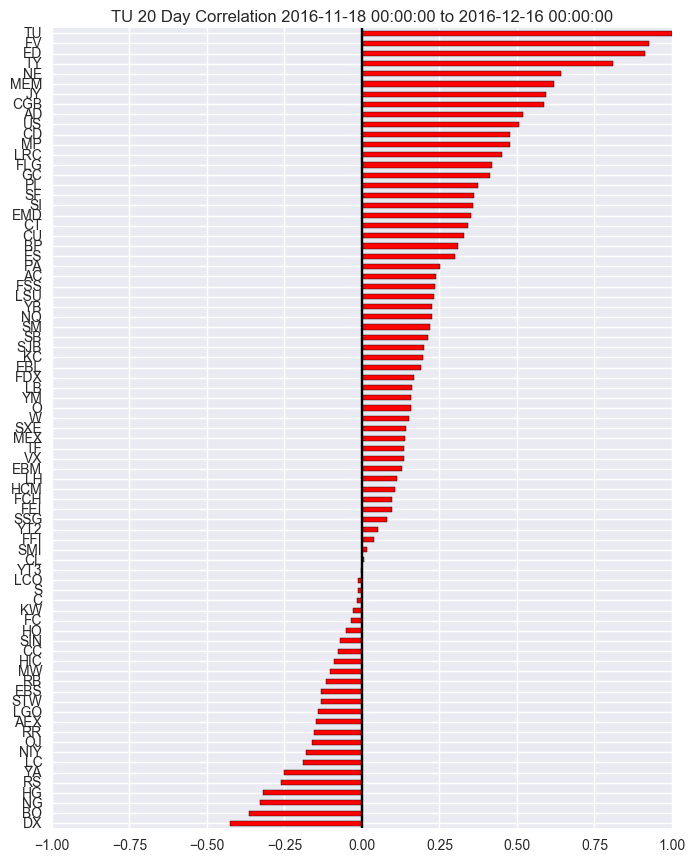 TU 20 Day Correlation 2016-11-18 00:00:00 to 2016-12-16 00:00:00
TU
FV
ED
TY
NE
MEM
JY
CGB
AD
US
CD
MP
LRC
FLG
GC
PL
SF
SI
EMD
CT
CU
BP
ES
PA
AC
FSS
LSU
YB
NQ
SM
SB
SJB
KC
EBL
FDX
LB
YM
O
W
SXE
MEX
TF
VX
EBM
LH
HCM
FCH
FEI
SSG
YT2
FFI
SMI
CL
YT3
LCO
S
C
KW
FC
HO
SIN
CC
HIC
MW
RB
EBS
STW
LGO
AEX
RR
OJ
NIY
LC
YA
RS
HG
NG
BO
DX
−1.00 −0.75 −0.50 −0.25 0.00 0.25 0.50 0.75 1.00